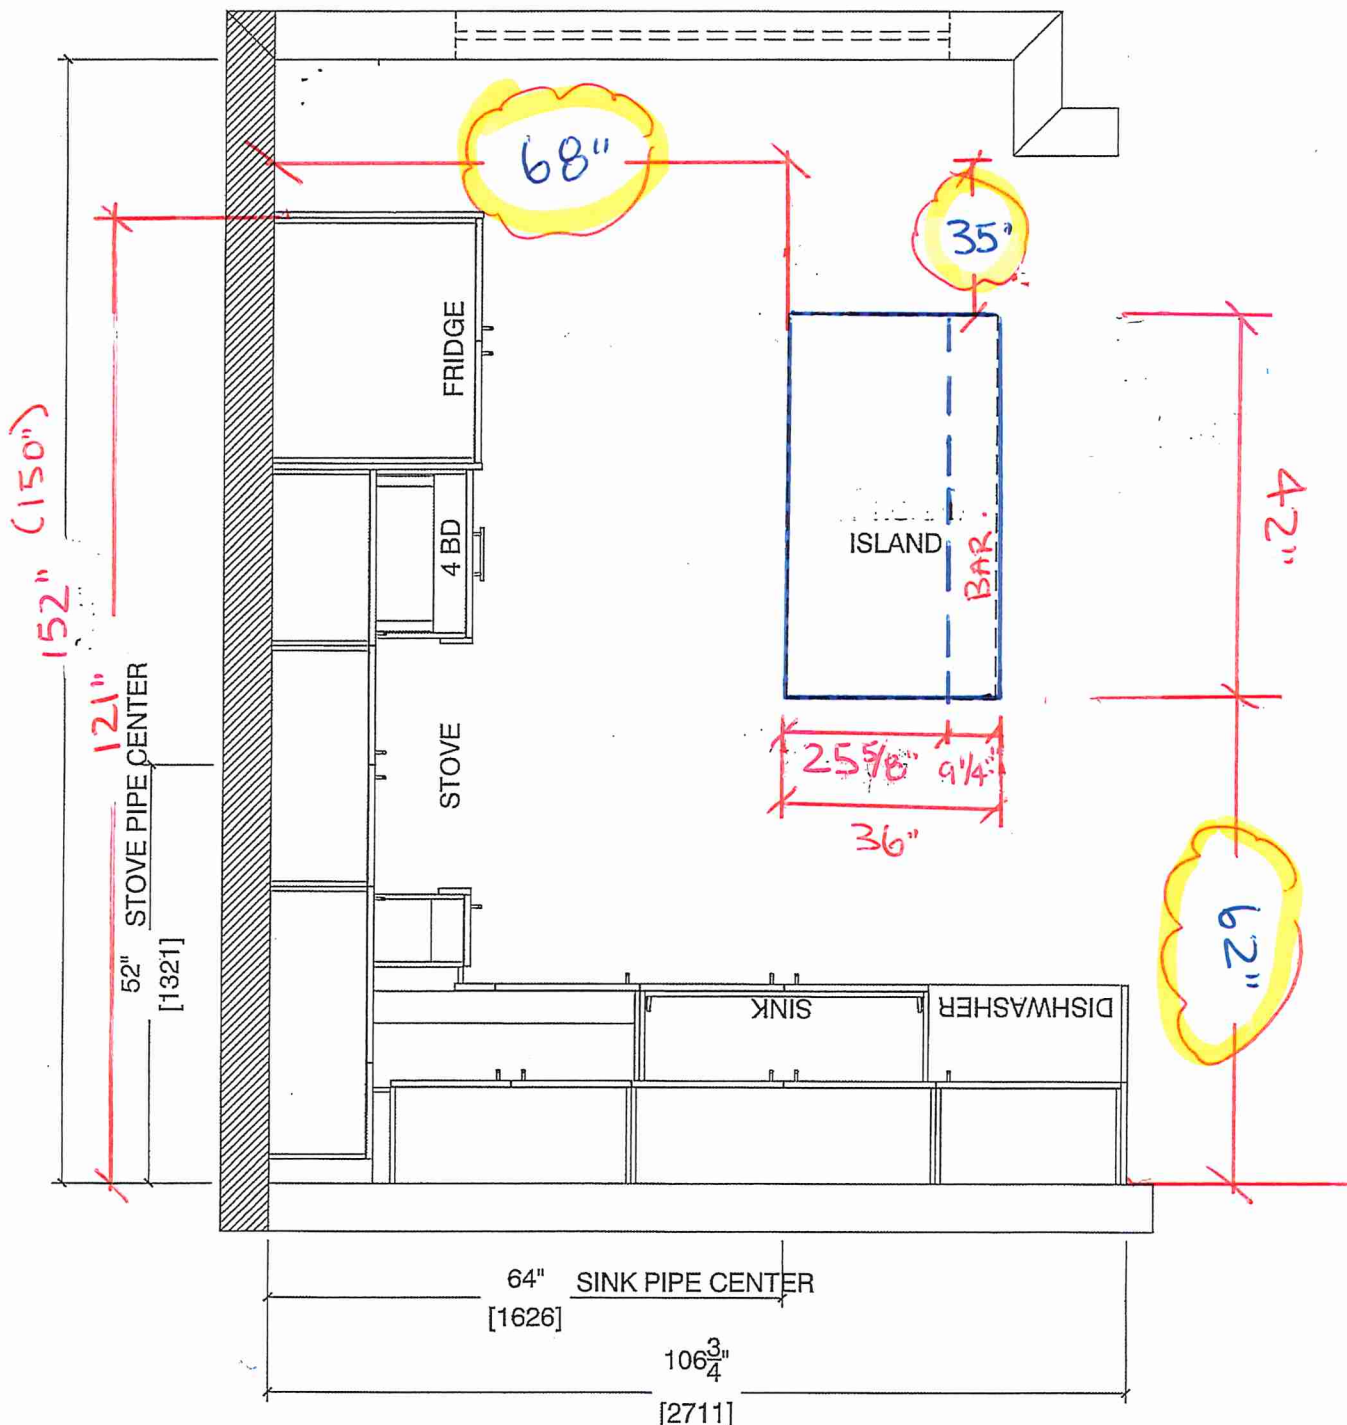 68"
35"
FRIDGE
152" (150")
42"
4 BD
ISLAND
BAR.
121"
STOVE
52" STOVE PIPE CENTER
[1321]
25 5/8" 9 1/4"
36"
62"
SINK
DISHWASHER
64" SINK PIPE CENTER
[1626]
106 3/4"
[2711]